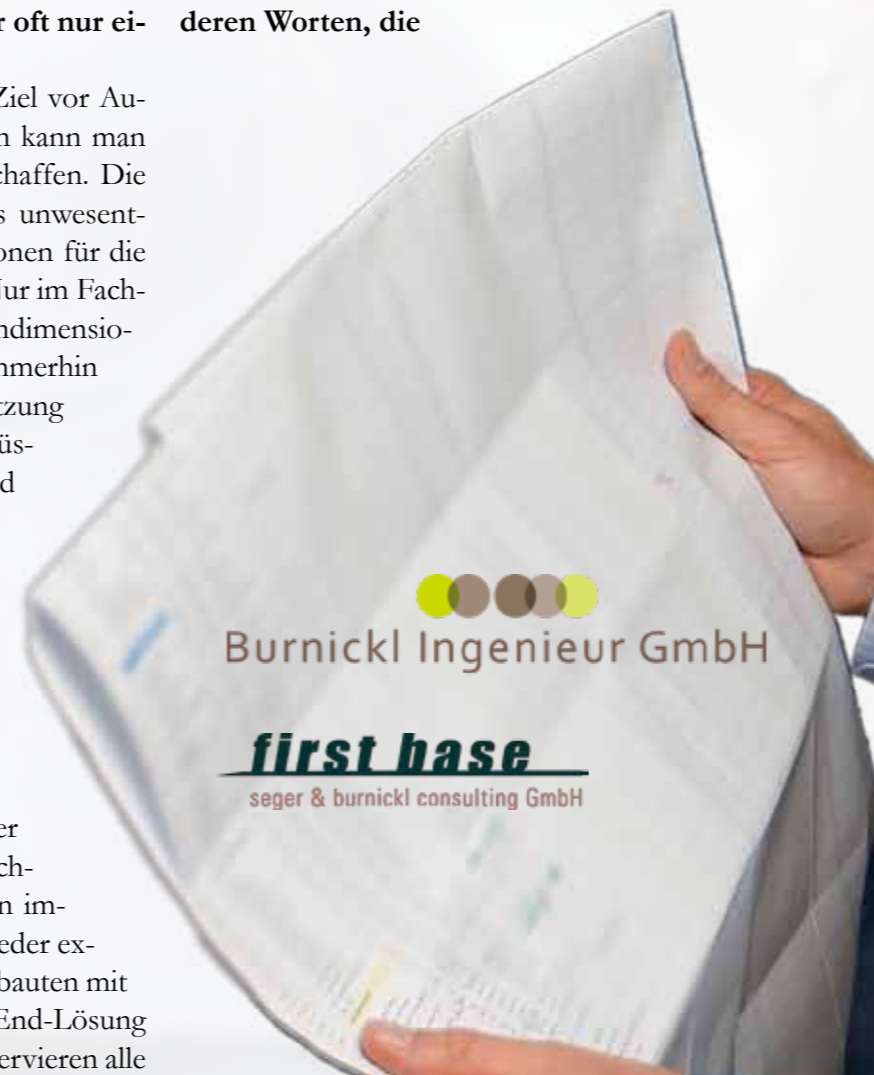 r oft nur ei-
Ziel vor Au-
n kann man
chaffen. Die
s unwesent-
onen für die
Nur im Fach-
ndimensio-
mmerhin
tzung
üs-
d
er
ch-
n im-
eder ex-
bauten mit
End-Lösung
ervieren alle
deren Worten, die
Burnickl Ingenieur GmbH
first base
seger & burnickl consulting GmbH